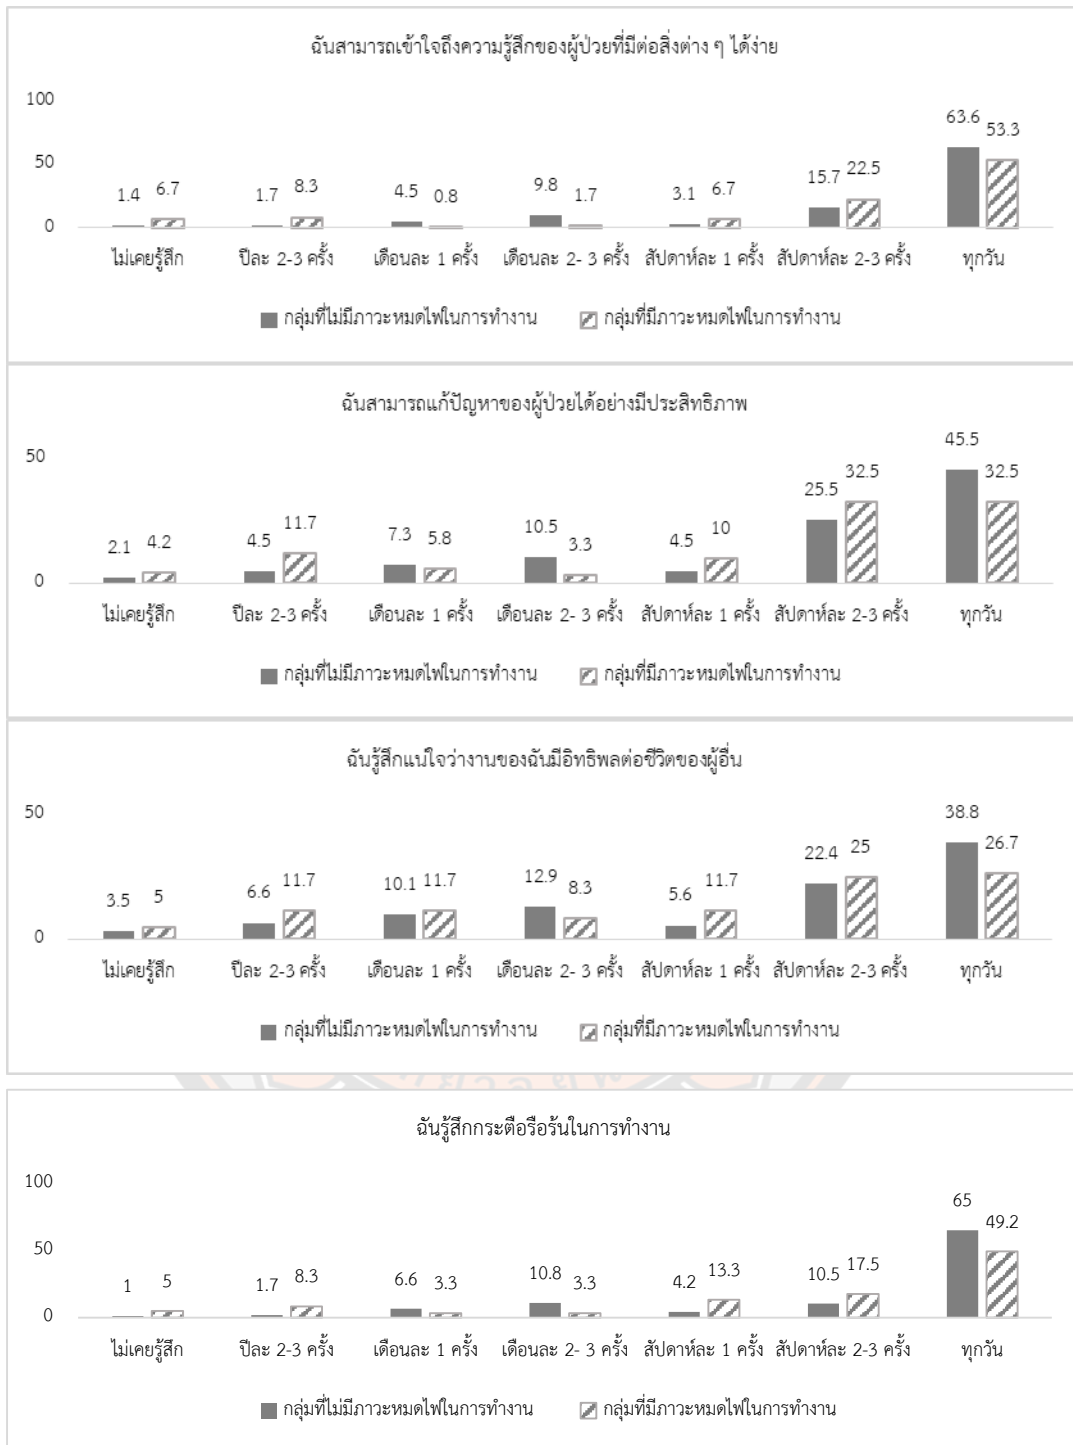 ฉันสามารถเข้าใจถึงความรู้สึกของผู้ป่วยที่มีต่อสิ่งต่าง ๆ ได้ง่าย
100
50
0
1.4 6.7 1.7 8.3 4.5 0.8 9.8 1.7 3.1 6.7 15.7 22.5 63.6 53.3
ไม่เคยรู้สึก ปีละ 2-3 ครั้ง เดือนละ 1 ครั้ง เดือนละ 2- 3 ครั้ง สัปดาห์ละ 1 ครั้ง สัปดาห์ละ 2-3 ครั้ง ทุกวัน
กลุ่มที่ไม่มีภาวะหมดไฟในการทำงาน กลุ่มที่มีภาวะหมดไฟในการทำงาน
ฉันสามารถแก้ปัญหาของผู้ป่วยได้อย่างมีประสิทธิภาพ
50
0
2.1 4.2 4.5 11.7 7.3 5.8 10.5 3.3 4.5 10 25.5 32.5 45.5 32.5
ไม่เคยรู้สึก ปีละ 2-3 ครั้ง เดือนละ 1 ครั้ง เดือนละ 2- 3 ครั้ง สัปดาห์ละ 1 ครั้ง สัปดาห์ละ 2-3 ครั้ง ทุกวัน
กลุ่มที่ไม่มีภาวะหมดไฟในการทำงาน กลุ่มที่มีภาวะหมดไฟในการทำงาน
ฉันรู้สึกแน่ใจว่างานของฉันมีอิทธิพลต่อชีวิตของผู้อื่น
50
0
3.5 5 6.6 11.7 10.1 11.7 12.9 8.3 5.6 11.7 22.4 25 38.8 26.7
ไม่เคยรู้สึก ปีละ 2-3 ครั้ง เดือนละ 1 ครั้ง เดือนละ 2- 3 ครั้ง สัปดาห์ละ 1 ครั้ง สัปดาห์ละ 2-3 ครั้ง ทุกวัน
กลุ่มที่ไม่มีภาวะหมดไฟในการทำงาน กลุ่มที่มีภาวะหมดไฟในการทำงาน
ฉันรู้สึกกระตือรือร้นในการทำงาน
100
50
0
1 5 1.7 8.3 6.6 3.3 10.8 3.3 4.2 13.3 10.5 17.5 65 49.2
ไม่เคยรู้สึก ปีละ 2-3 ครั้ง เดือนละ 1 ครั้ง เดือนละ 2- 3 ครั้ง สัปดาห์ละ 1 ครั้ง สัปดาห์ละ 2-3 ครั้ง ทุกวัน
กลุ่มที่ไม่มีภาวะหมดไฟในการทำงาน กลุ่มที่มีภาวะหมดไฟในการทำงาน